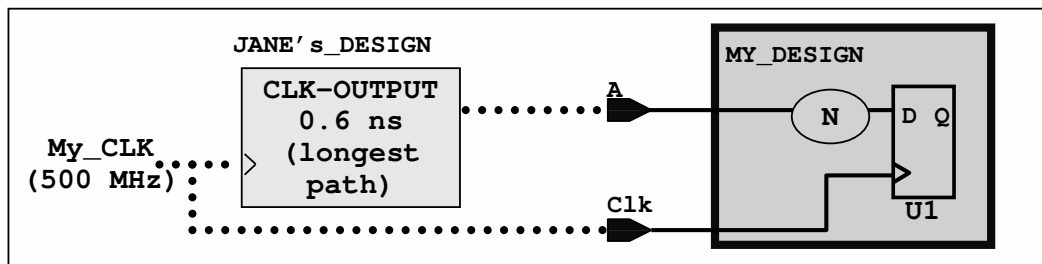 JANE's_DESIGN
MY_DESIGN
CLK-OUTPUT
0.6 ns
(longest
path)
A
N
D Q
My_CLK
(500 MHz)
Clk
U1